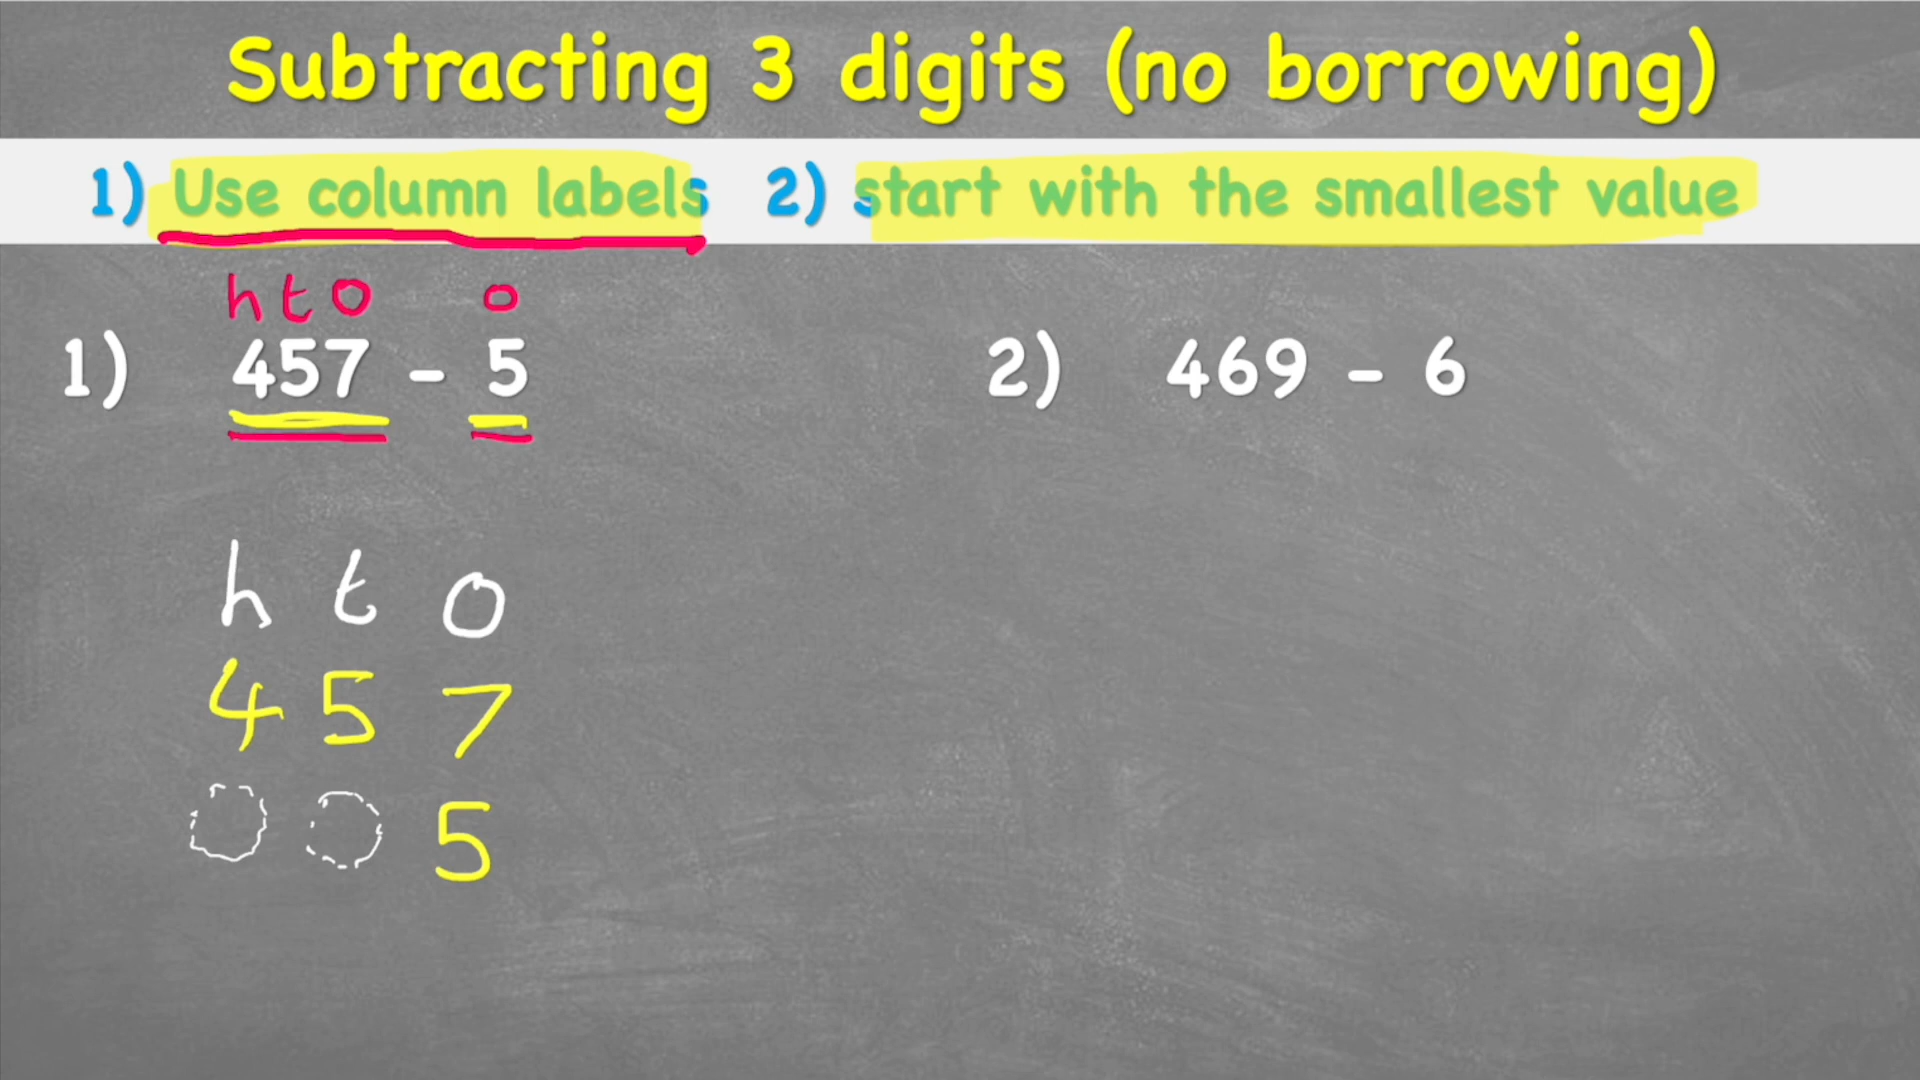 Subtracting 3 digits (no borrowing)
1) Use column labels 2) start with the smallest value
h t o o
1) 457 - 5 2) 469 - 6
h t o
4 5 7
5